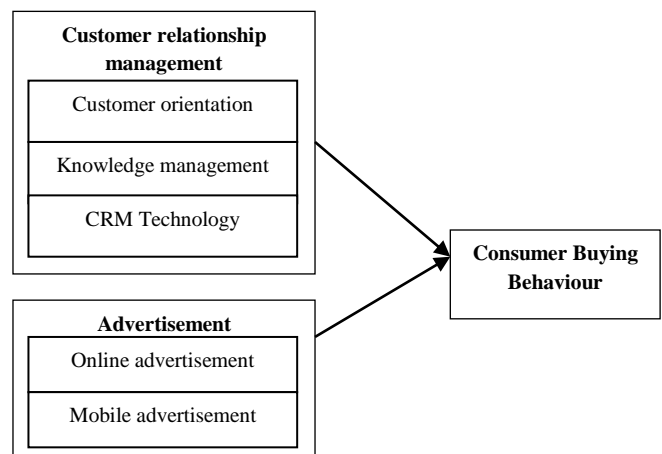 Customer relationship
management
Customer orientation
Knowledge management
CRM Technology
Consumer Buying
Behaviour
Advertisement
Online advertisement
Mobile advertisement